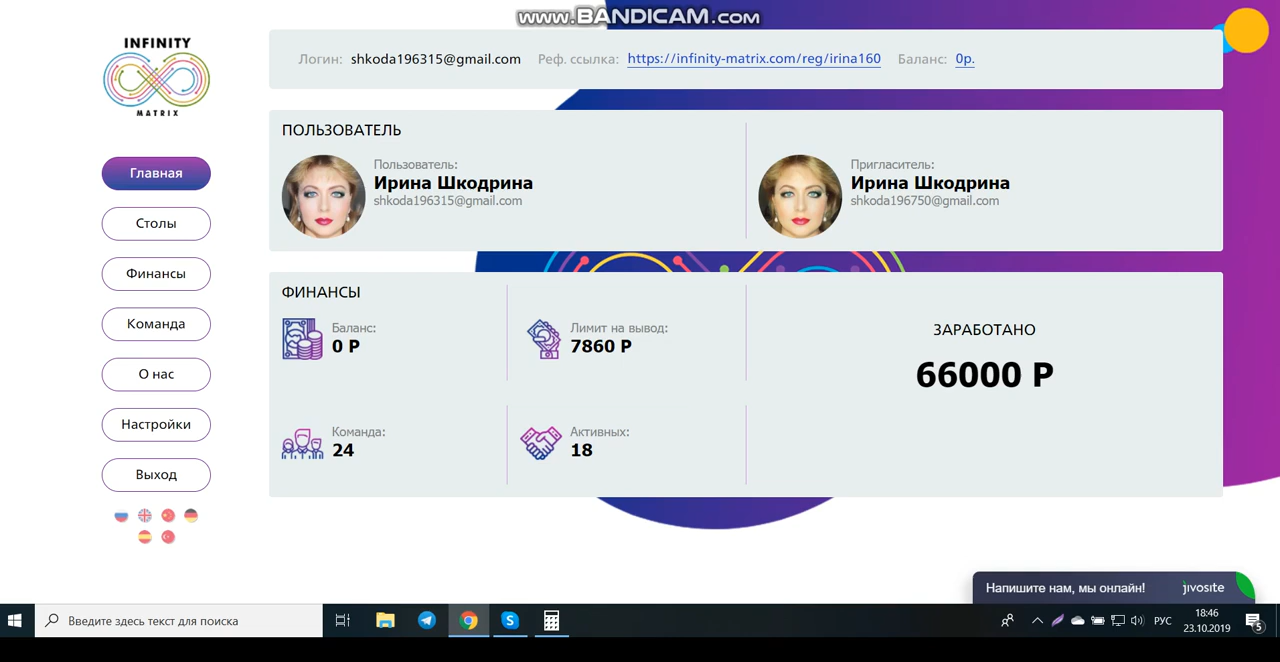 www.BANDICAM.com
INFINITY
MATRIX
Логин: shkoda196315@gmail.com Реф. ссылка: https://infinity-matrix.com/reg/irina160 Баланс: 0р.
Главная
Столы
Финансы
Команда
О нас
Настройки
Выход
ПОЛЬЗОВАТЕЛЬ
Пользователь:
Ирина Шкодрина
shkoda196315@gmail.com
Пригласитель:
Ирина Шкодрина
shkoda196750@gmail.com
ФИНАНСЫ
Баланс:
0 Р
Лимит на вывод:
7860 Р
ЗАРАБОТАНО
66000 Р
Команда:
24
Активных:
18
Напишите нам, мы онлайн! jivosite
Введите здесь текст для поиска
РУС
18:46
23.10.2019
5